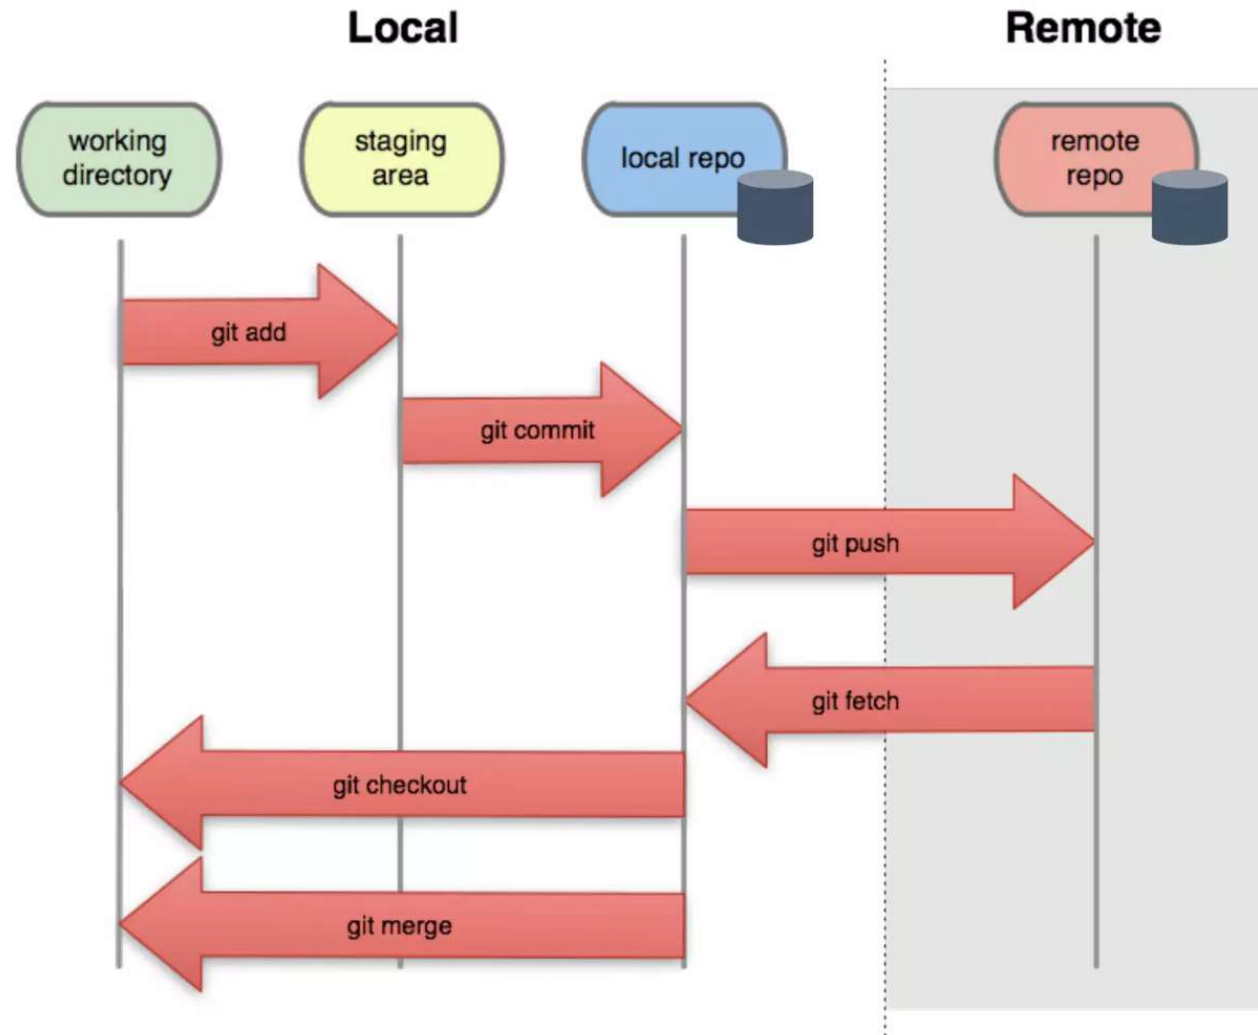 Local
Remote
working
directory
staging
area
local repo
remote
repo
git add
git commit
git push
git fetch
git checkout
git merge